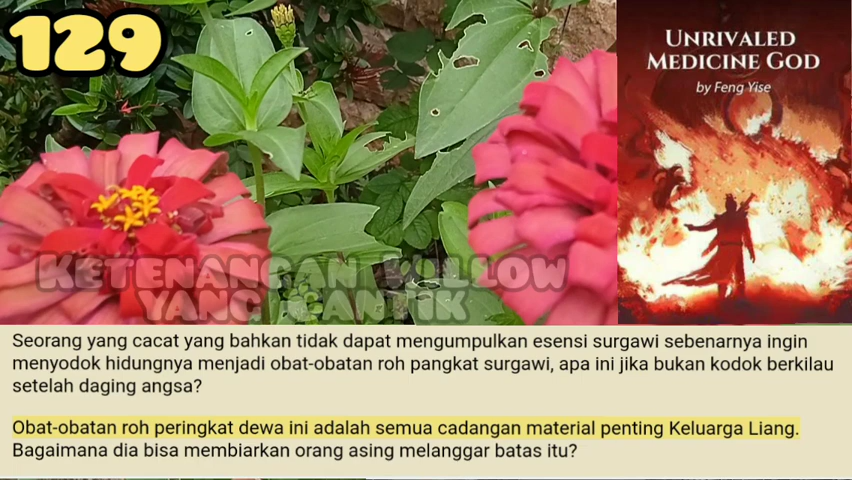 129
UNRIVALED
MEDICINE GOD
by Feng Yise
KETENANGAN WILLOW
YANG CANTIK
Seorang yang cacat yang bahkan tidak dapat mengumpulkan esensi surgawi sebenarnya ingin
menyodok hidungnya menjadi obat-obatan roh pangkat surgawi, apa ini jika bukan kodok berkilau
setelah daging angsa?
Obat-obatan roh peringkat dewa ini adalah semua cadangan material penting Keluarga Liang.
Bagaimana dia bisa membiarkan orang asing melanggar batas itu?